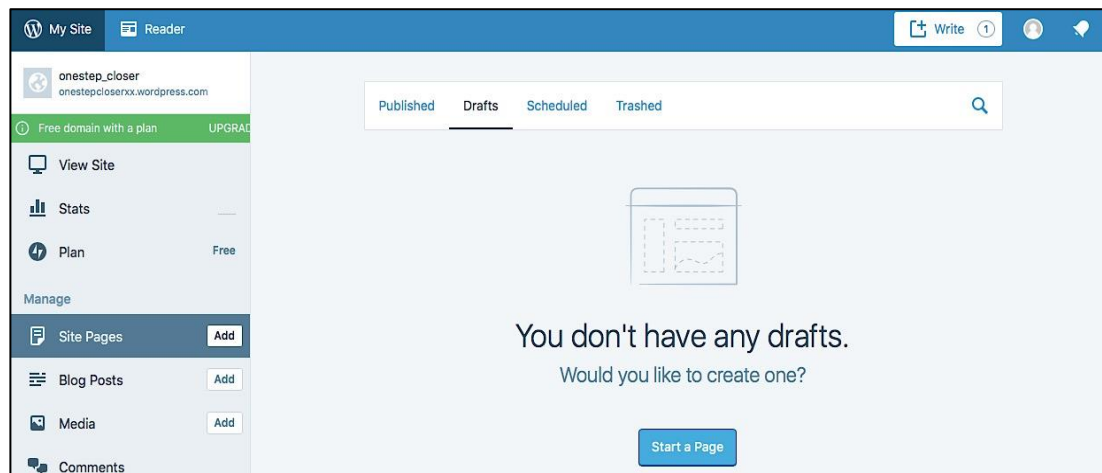 My Site
Reader
Write 1
onestep_closer
onestepcloserxx.wordpress.com
Free domain with a plan UPGRAD
View Site
Stats
Plan Free
Manage
Site Pages Add
Blog Posts Add
Media Add
Comments
Published Drafts Scheduled Trashed
You don't have any drafts.
Would you like to create one?
Start a Page